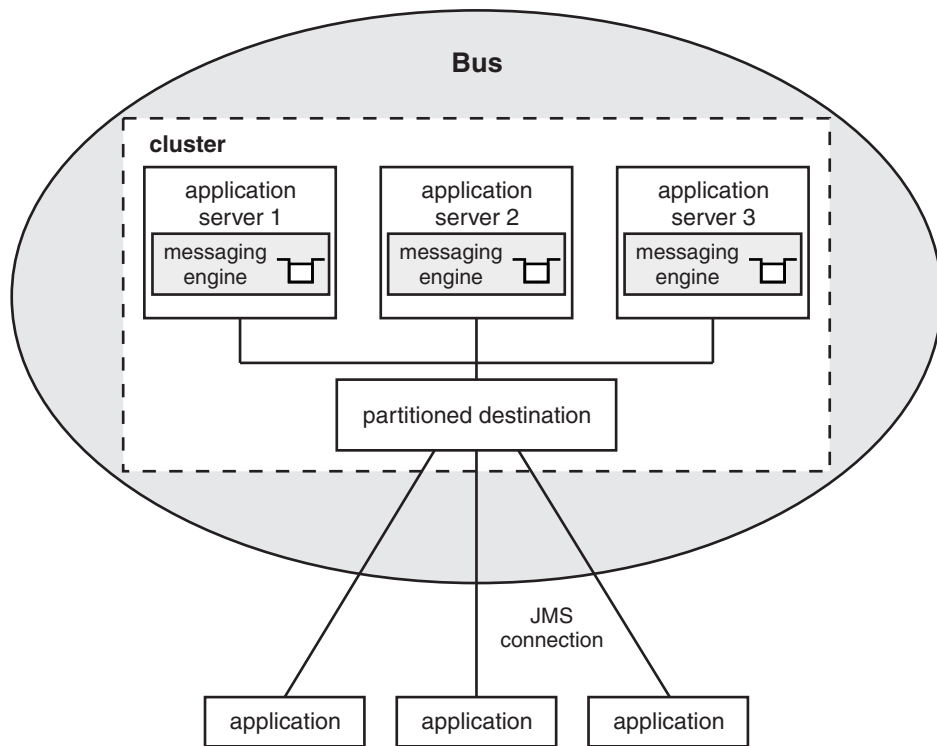 Bus
cluster
application
server 1
messaging
engine
application
server 2
messaging
engine
application
server 3
messaging
engine
partitioned destination
JMS
connection
application
application
application